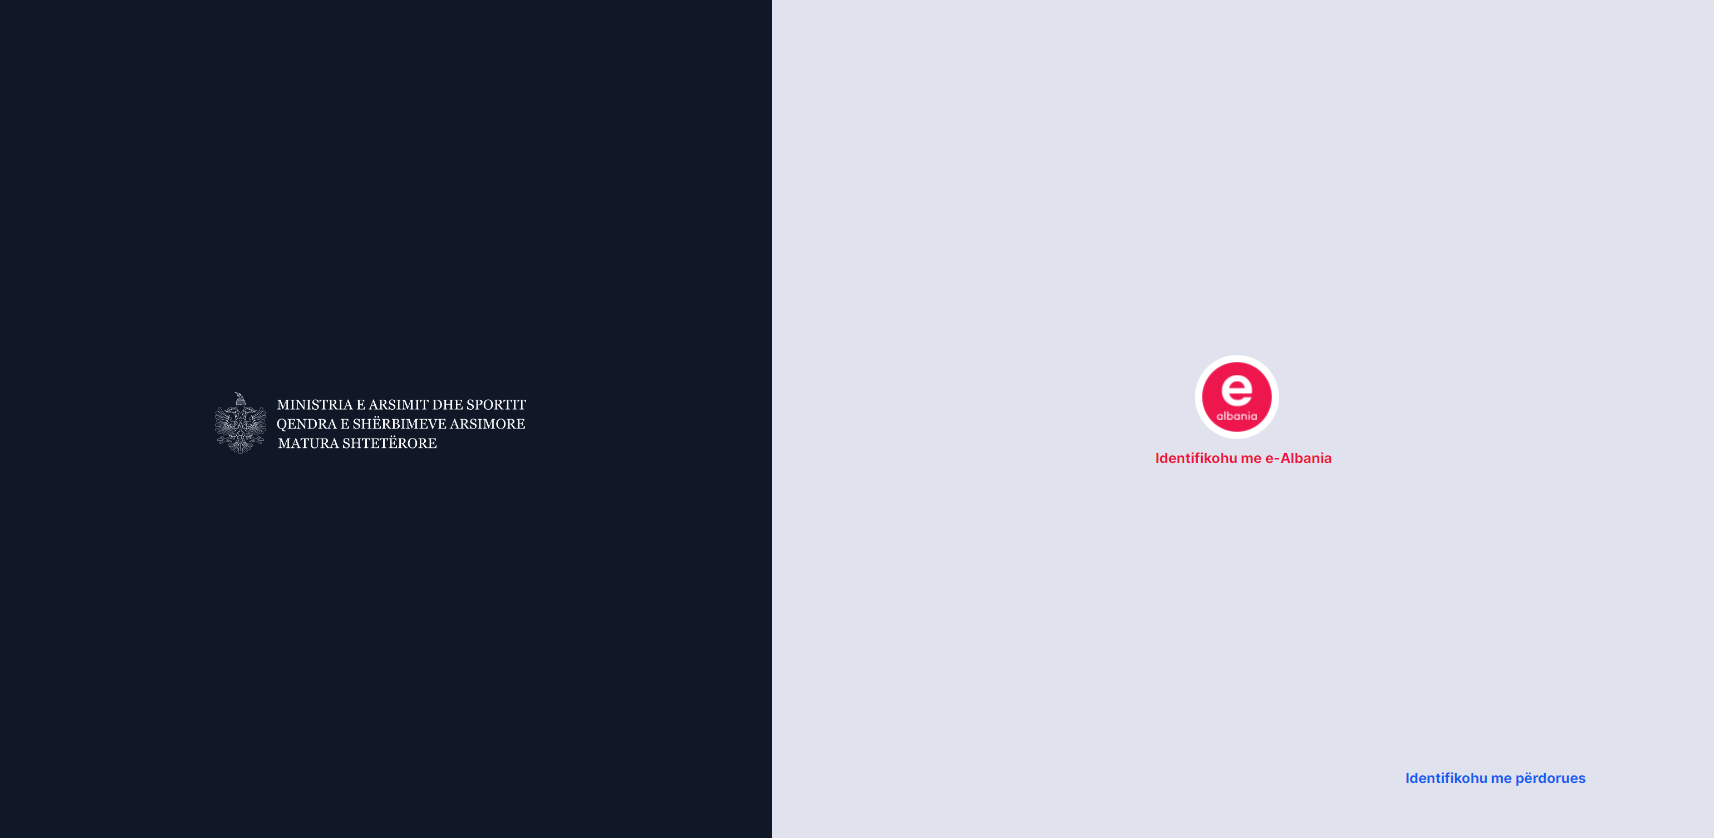 MINISTRIA E ARSIMIT DHE SPORTIT
QENDRA E SHËRBIMEVE ARSIMORE
MATURA SHTETËRORE
e
albania
Identifikohu me e-Albania
Identifikohu me përdorues